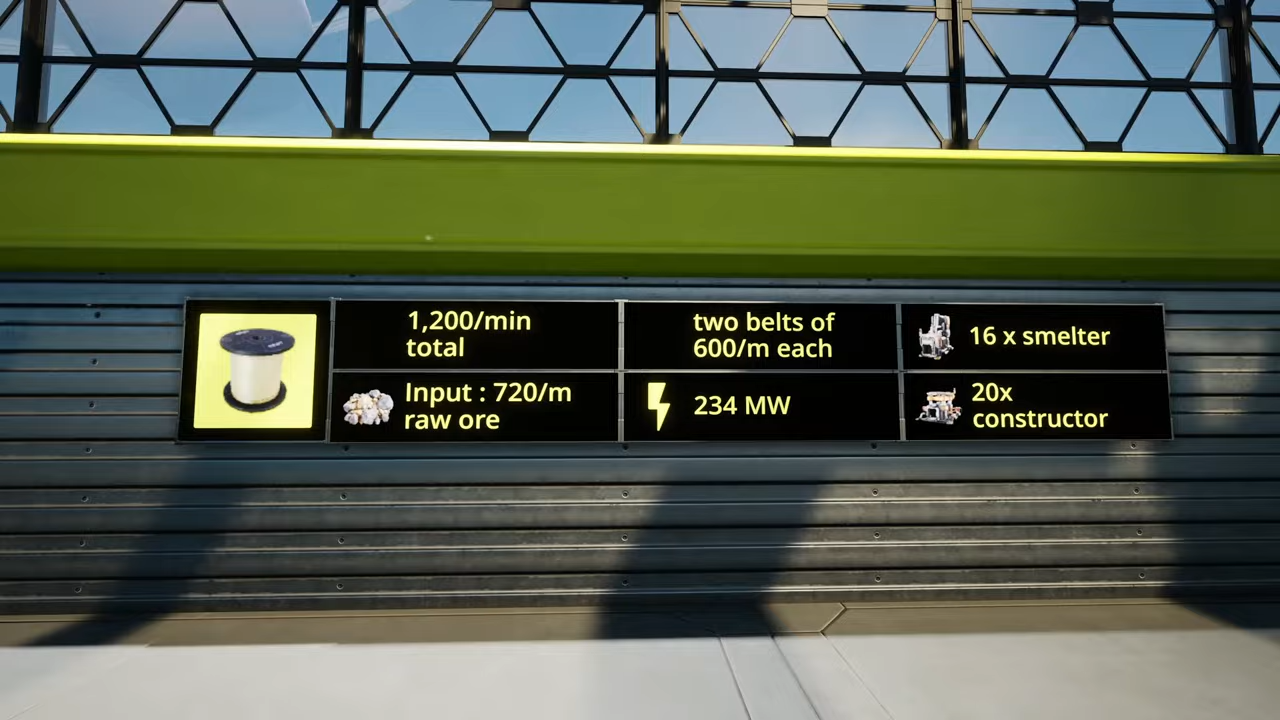 1,200/min
total
two belts of
600/m each
16 x smelter
Input : 720/m
raw ore
234 MW
20x
constructor